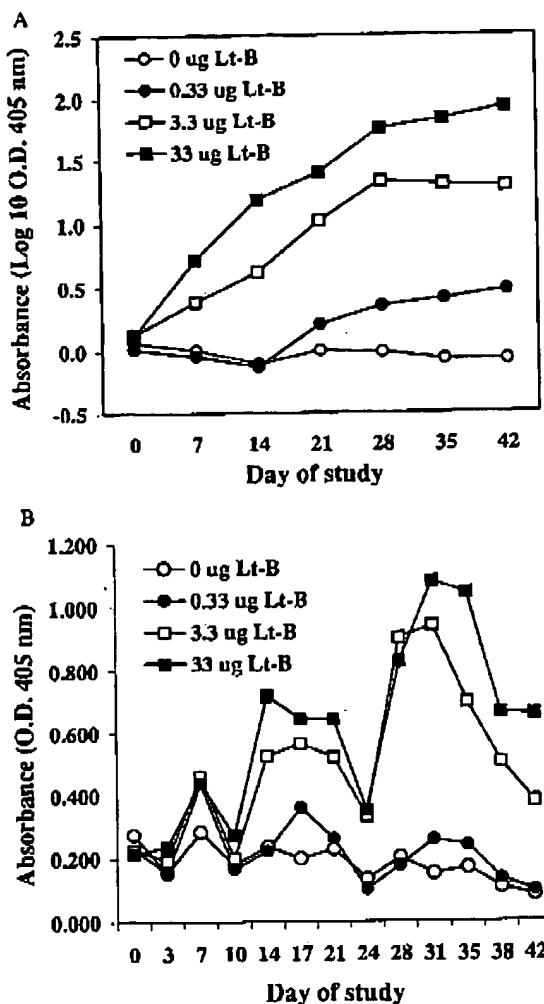 A
2.5
2.0
1.5
1.0
0.5
0.0
-0.5
Absorbance (Log 10 O.D. 405 nm)
0 ug Lt-B
0.33 ug Lt-B
3.3 ug Lt-B
33 ug Lt-B
0 7 14 21 28 35 42
Day of study
B
1.200
1.000
0.800
0.600
0.400
0.200
0.000
Absorbance (O.D. 405 nm)
0 ug Lt-B
0.33 ug Lt-B
3.3 ug Lt-B
33 ug Lt-B
0 3 7 10 14 17 21 24 28 31 35 38 42
Day of study